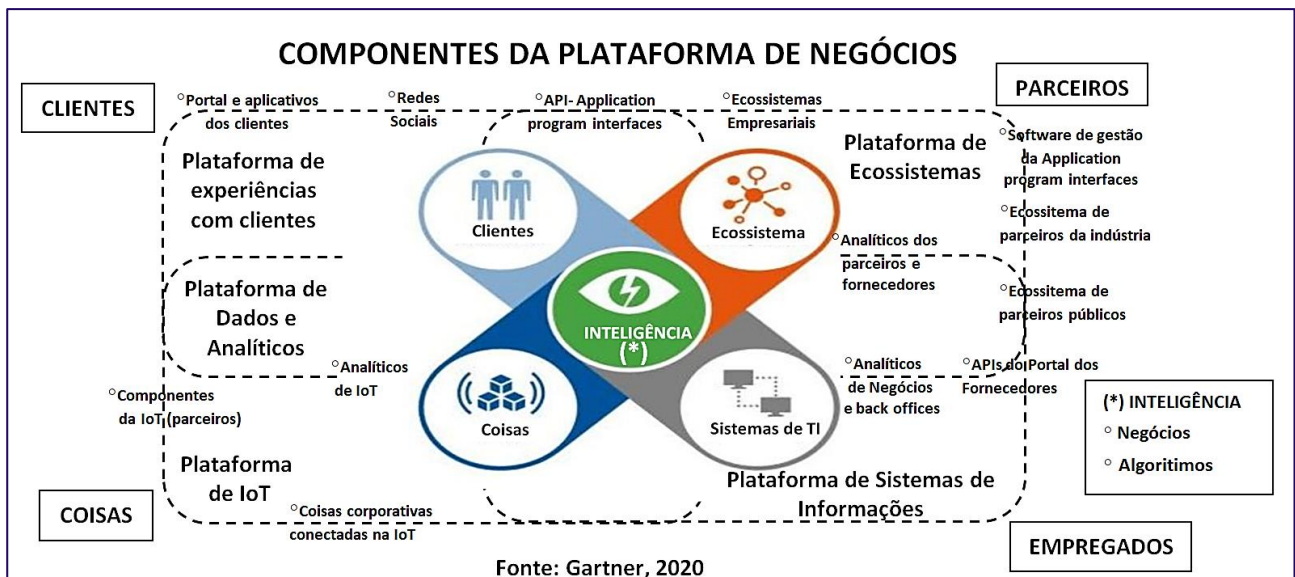 COMPONENTES DA PLATAFORMA DE NEGÓCIOS
CLIENTES
PARCEIROS
°Portal e aplicativos
dos clientes
°Redes
Sociais
°API- Application
program interfaces
°Ecossistemas
Empresariais
Plataforma de
experiências
com clientes
Clientes
Ecossistema
Plataforma de
Ecossistemas
°Software de gestão
da Application
program interfaces
°Ecossitema de
parceiros da indústria
°Analíticos dos
parceiros e
fornecedores
°Ecossitema de
parceiros públicos
Plataforma de
Dados e
Analíticos
INTELIGÊNCIA
(*)
°Analíticos
de IoT
°Componentes
da IoT (parceiros)
Coisas
Sistemas de TI
°Analíticos
de Negócios
e back offices
°APIs do Portal dos
Fornecedores
(*) INTELIGÊNCIA
° Negócios
° Algoritimos
Plataforma
de IoT
Plataforma de Sistemas de
Informações
COISAS
°Coisas corporativas
conectadas na IoT
EMPREGADOS
Fonte: Gartner, 2020